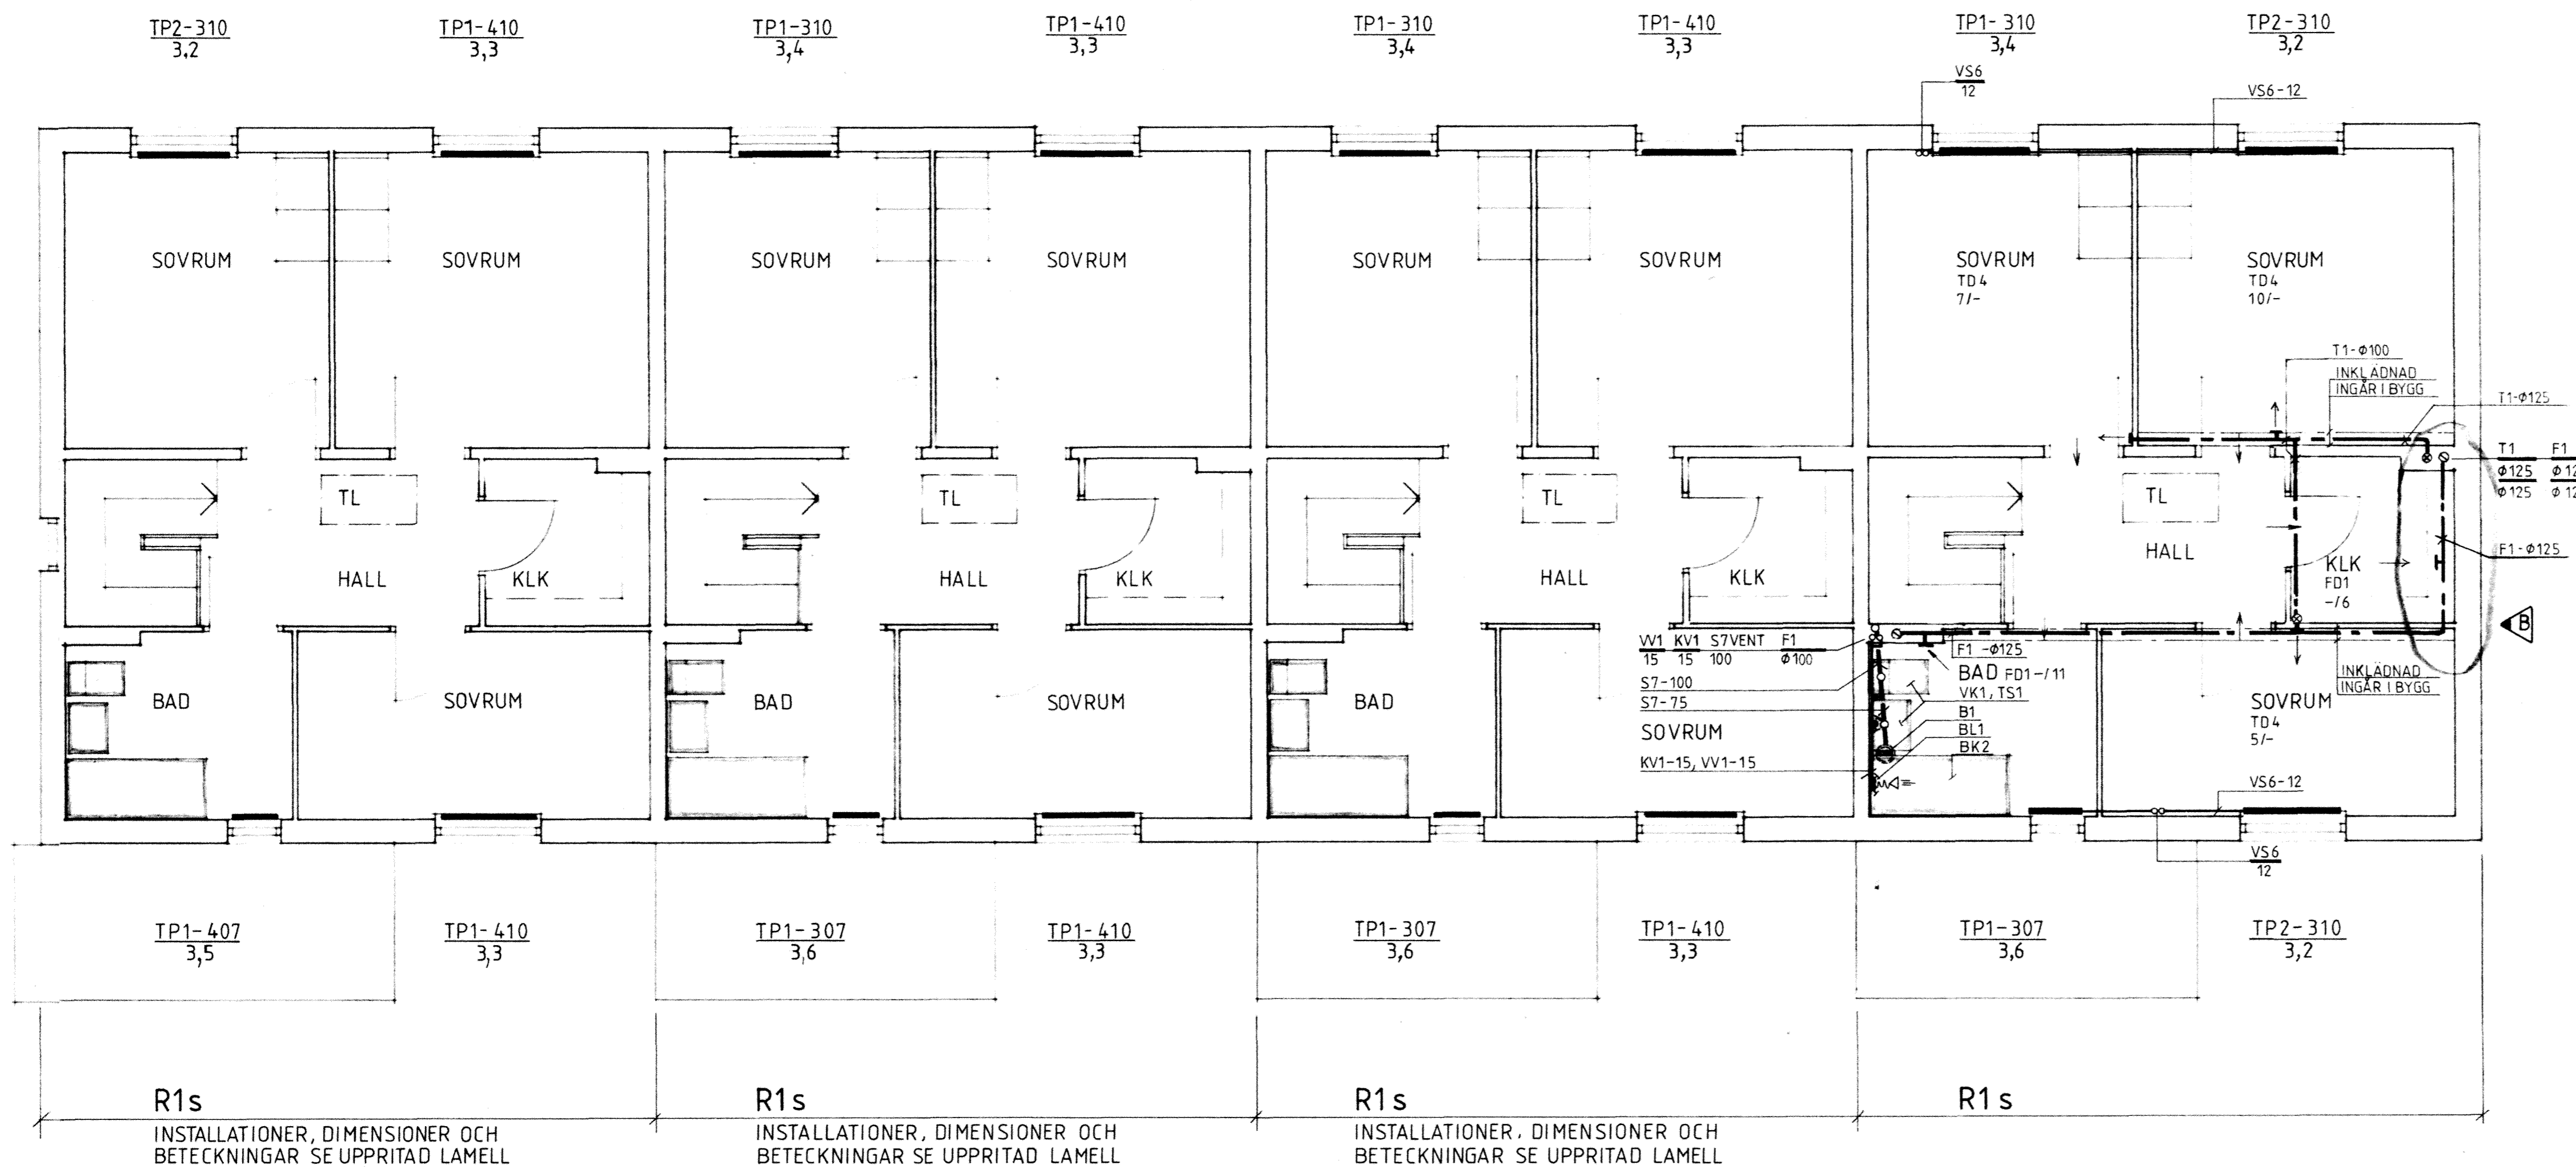 TP2-310
3,2
TP1-410
3,3
TP1-310
3,4
TP1-410
3,3
TP1-310
3,4
TP1-410
3,3
TP1-310
3,4
TP2-310
3,2
VS6
12
VS6-12
SOVRUM
SOVRUM
SOVRUM
SOVRUM
SOVRUM
SOVRUM
SOVRUM
TD4
7/-
SOVRUM
TD4
10/-
T1-φ100
INKLÄDNAD
INGÅR I BYGG
T1-φ125
T1
φ125
φ125
F1
TL
TL
TL
TL
HALL
KLK
HALL
KLK
HALL
KLK
HALL
KLK
FD1
-/6
F1-φ125
B
VV1
15
KV1
15
S7VENT
100
F1
φ100
F1-φ125
S7-100
S7-75
BAD FD1-/11
VK1, TS1
B1
BL1
BK2
KV1-15, VV1-15
INKLÄDNAD
INGÅR I BYGG
BAD
SOVRUM
BAD
SOVRUM
BAD
SOVRUM
SOVRUM
TD4
5/-
VS6-12
VS6
12
TP1-407
3,5
TP1-410
3,3
TP1-307
3,6
TP1-410
3,3
TP1-307
3,6
TP1-410
3,3
TP1-307
3,6
TP2-310
3,2
R1s
INSTALLATIONER, DIMENSIONER OCH
BETECKNINGAR SE UPPRITAD LAMELL
R1s
INSTALLATIONER, DIMENSIONER OCH
BETECKNINGAR SE UPPRITAD LAMELL
R1s
INSTALLATIONER, DIMENSIONER OCH
BETECKNINGAR SE UPPRITAD LAMELL
R1s